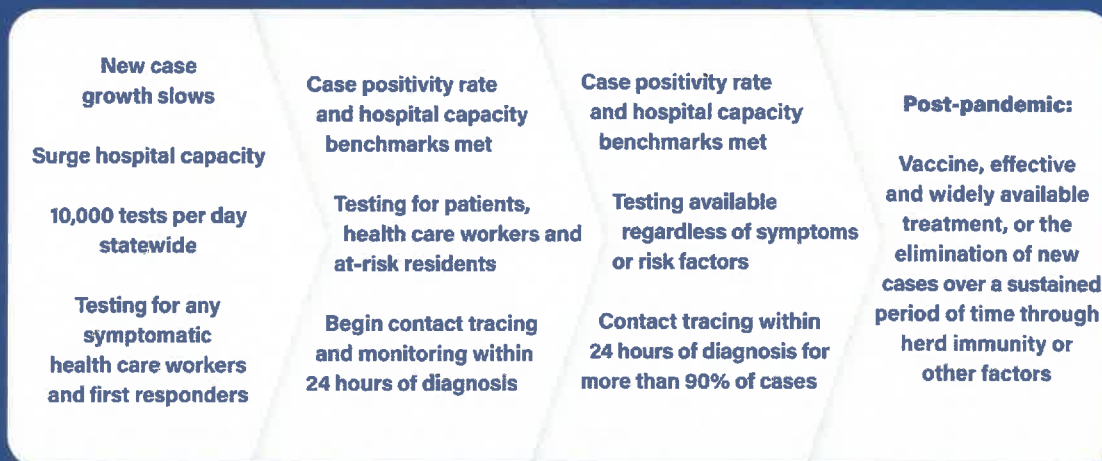 New case
growth slows
Surge hospital capacity
10,000 tests per day
statewide
Testing for any
symptomatic
health care workers
and first responders
Case positivity rate
and hospital capacity
benchmarks met
Testing for patients,
health care workers and
at-risk residents
Begin contact tracing
and monitoring within
24 hours of diagnosis
Case positivity rate
and hospital capacity
benchmarks met
Testing available
regardless of symptoms
or risk factors
Contact tracing within
24 hours of diagnosis for
more than 90% of cases
Post-pandemic:
Vaccine, effective
and widely available
treatment, or the
elimination of new
cases over a sustained
period of time through
herd immunity or
other factors